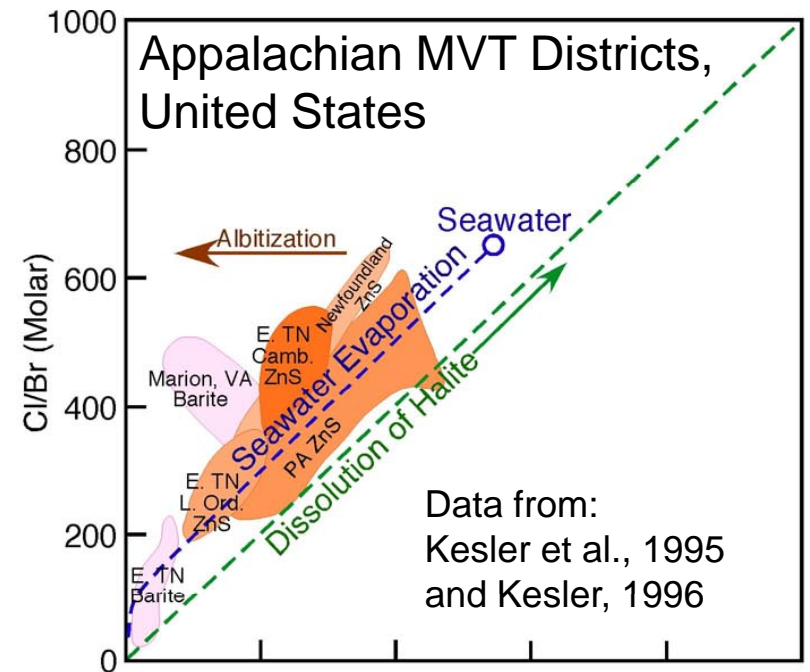 Appalachian MVT Districts,
United States
1000
800
600
400
200
0
Cl/Br (Molar)
Albitization
Seawater
Newfoundland
ZnS
Seawater Evaporation
E. TN
Camb.
ZnS
Marion, VA
Barite
PA ZnS
Dissolution of Halite
E. TN
L. Ord.
ZnS
E. TN
Barite
Data from:
Kesler et al., 1995
and Kesler, 1996